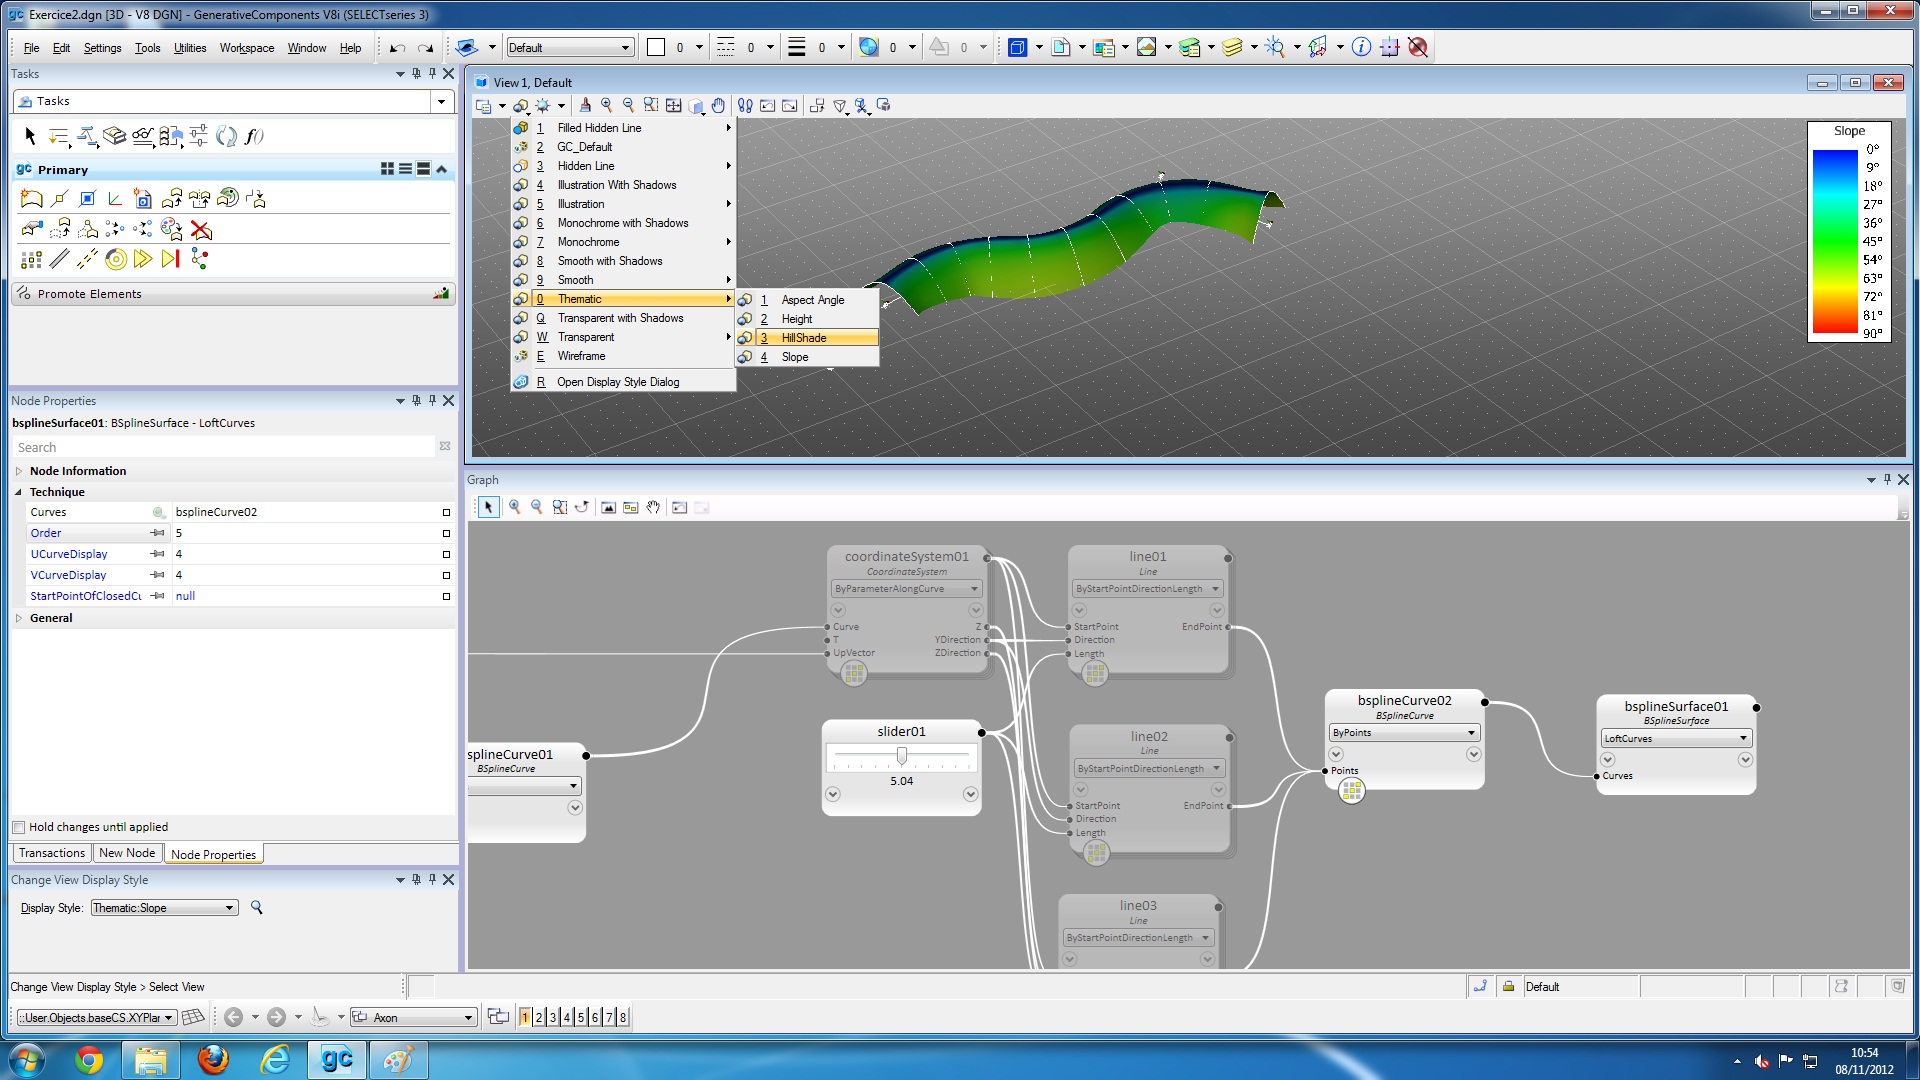 Exercice2.dgn [3D - V8 DGN] - GenerativeComponents V8i (SELECTseries 3)
File Edit Settings Tools Utilities Workspace Window Help
Default 0 0 0 0 0
Tasks
Tasks
f()
Primary
Promote Elements
View 1, Default
1 Filled Hidden Line
2 GC_Default
3 Hidden Line
4 Illustration With Shadows
5 Illustration
6 Monochrome with Shadows
7 Monochrome
8 Smooth with Shadows
9 Smooth
0 Thematic
Q Transparent with Shadows
W Transparent
E Wireframe
R Open Display Style Dialog
1 Aspect Angle
2 Height
3 HillShade
4 Slope
Slope
0°
9°
18°
27°
36°
45°
54°
63°
72°
81°
90°
Node Properties
bsplineSurface01: BSplineSurface - LoftCurves
Search
Node Information
Technique
Curves bsplineCurve02
Order 5
UCurveDisplay 4
VCurveDisplay 4
StartPointOfClosedCu null
General
Hold changes until applied
Transactions New Node Node Properties
Change View Display Style
Display Style: Thematic:Slope
Graph
coordinateSystem01
CoordinateSystem
ByParameterAlongCurve
Curve Z
T YDirection
UpVector ZDirection
line01
Line
ByStartPointDirectionLength
StartPoint EndPoint
Direction
Length
splineCurve01
BSplineCurve
slider01
5.04
line02
Line
ByStartPointDirectionLength
StartPoint EndPoint
Direction
Length
line03
Line
ByStartPointDirectionLength
bsplineCurve02
BSplineCurve
ByPoints
Points
bsplineSurface01
BSplineSurface
LoftCurves
Curves
Change View Display Style > Select View
Default
::User.Objects.baseCS.XYPlar Axon 1 2 3 4 5 6 7 8
gc
10:54
08/11/2012